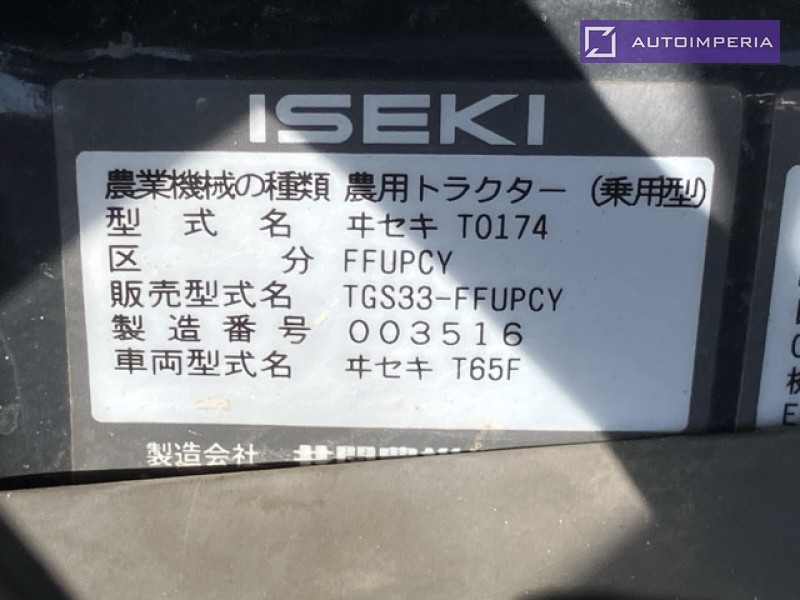 AUTOIMPERIA
ISEKI
農業機械の種類 農用トラクター (乗用型)
型式名 ヰセキ T0174
区分 FFUPCY
販売型式名 TGS33-FFUPCY
製造番号 003516
車両型式名 ヰセキ T65F
製造会社